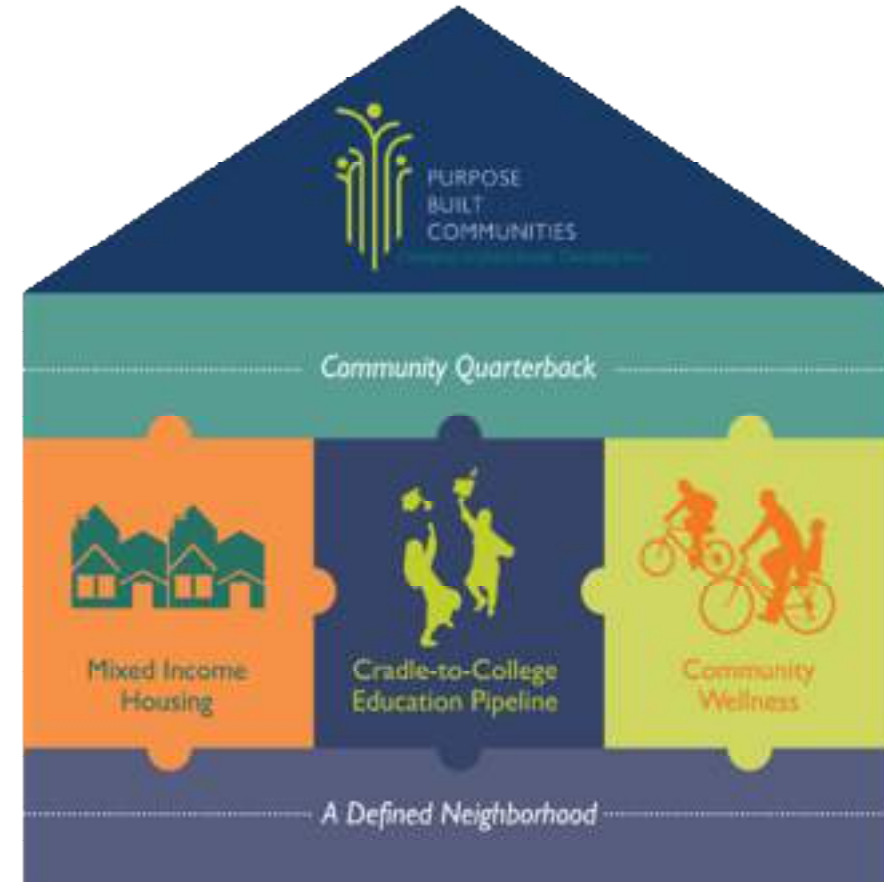 PURPOSE
BUILT
COMMUNITIES
Community Quarterback
Mixed Income
Housing
Cradle-to-College
Education Pipeline
Community
Wellness
A Defined Neighborhood